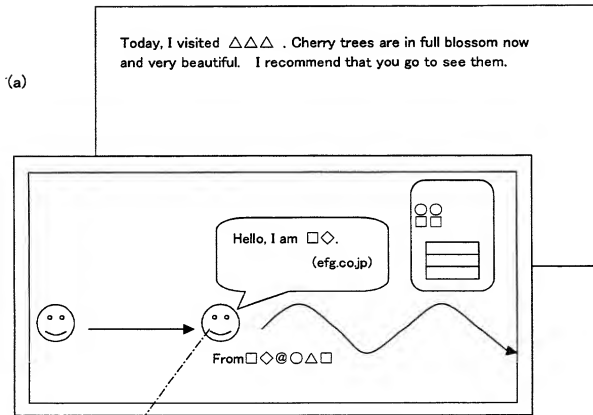 Today, I visited △△△ . Cherry trees are in full blossom now
and very beautiful. I recommend that you go to see them.
(a)
○○
□□
Hello, I am □◇.
(efg.co.jp)
From□◇@○△□